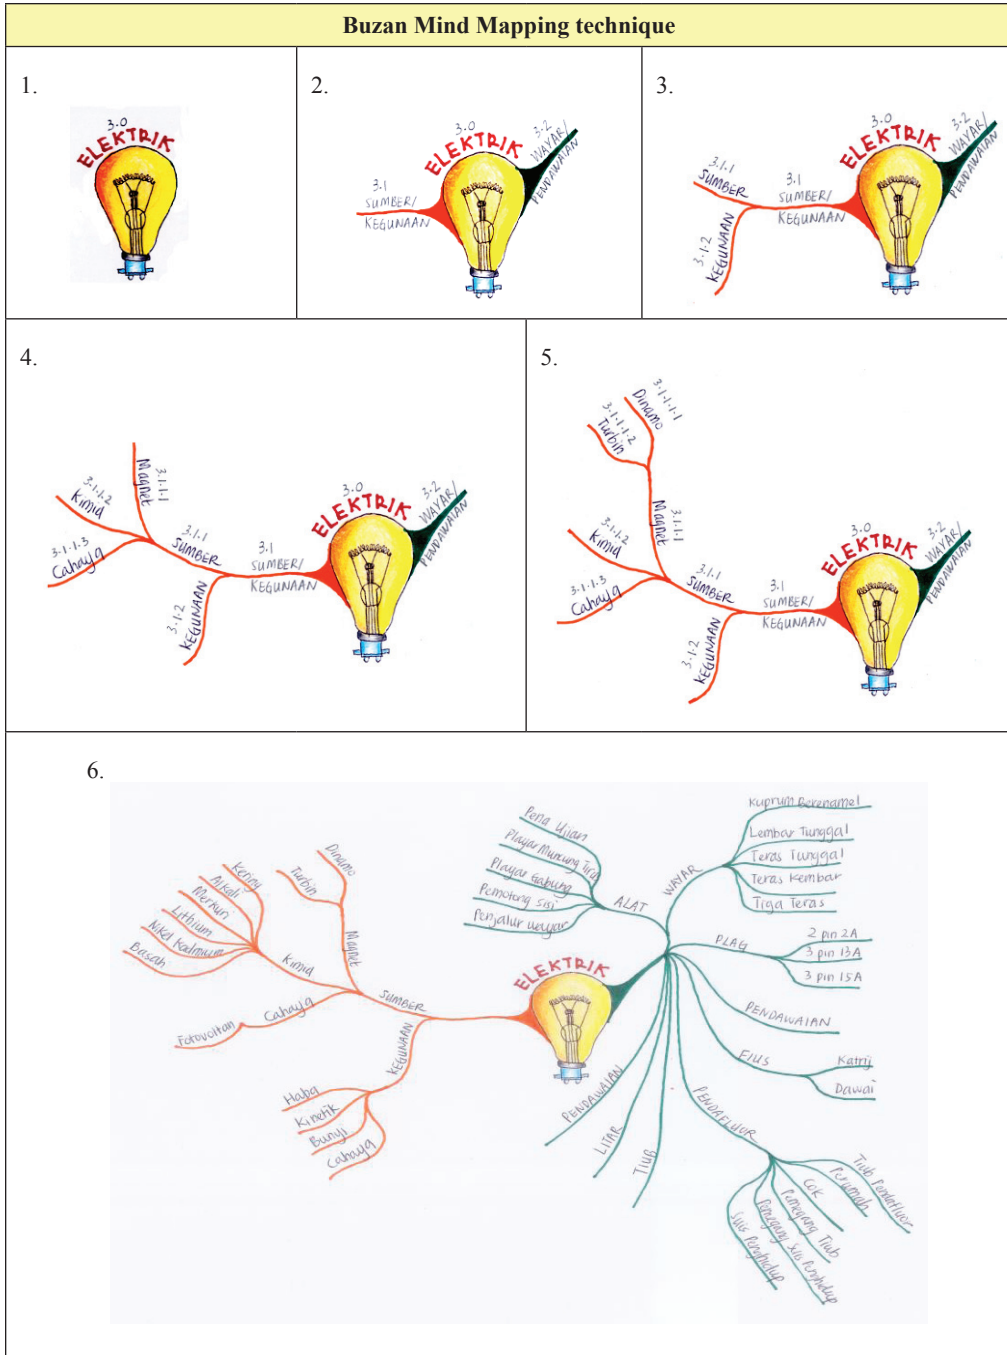 Buzan Mind Mapping technique
1.
3.0
ELEKTRIK
2.
3.0
ELEKTRIK
3.1
SUMBER/
KEGUNAAN
3.2
WAYAR/
PENDAWAIAN
3.
3.0
ELEKTRIK
3.2
WAYAR/
PENDAWAIAN
3.1.1
SUMBER
3.1
SUMBER/
KEGUNAAN
3.1.2
KEGUNAAN
4.
3.1.1.1
Magnet
3.1.1.2
Kimia
3.1.1.3
Cahaya
3.1.1
SUMBER
3.1
SUMBER/
KEGUNAAN
3.1.2
KEGUNAAN
3.0
ELEKTRIK
3.2
WAYAR/
PENDAWAIAN
5.
3.1.1.1.1
Dinamo
3.1.1.1.2
Turbin
3.1.1.1
Magnet
3.1.1.2
Kimia
3.1.1.3
Cahaya
3.1.1
SUMBER
3.1
SUMBER/
KEGUNAAN
3.1.2
KEGUNAAN
3.0
ELEKTRIK
3.2
WAYAR/
PENDAWAIAN
6.
Dinamo
Turbin
Magnet
Kering
Alkali
Merkuri
Lithium
Nikel Kadmium
Basah
Kimia
Cahaya
Fotovoltan
SUMBER
KEGUNAAN
Haba
Kinetik
Bunyi
Cahaya
ELEKTRIK
Pena Ujian
Playar Muncung Tirus
Playar Gabung
Pemotong Sisi
Penjalur wayar
ALAT
WAYAR
Kuprum Berenamel
Lembar Tunggal
Teras Tunggal
Teras Kembar
Tiga Teras
PLAG
2 pin 2A
3 pin 13A
3 pin 15A
PENDAWAIAN
FIUS
Katrij
Dawai
PENDAFLUOR
Tiub Pendafluor
Perumah
Cok
Pemegang Tiub
Pemegang Suis Penghidup
Suis Penghidup
TIUB
LITAR
PENDAWAIAN